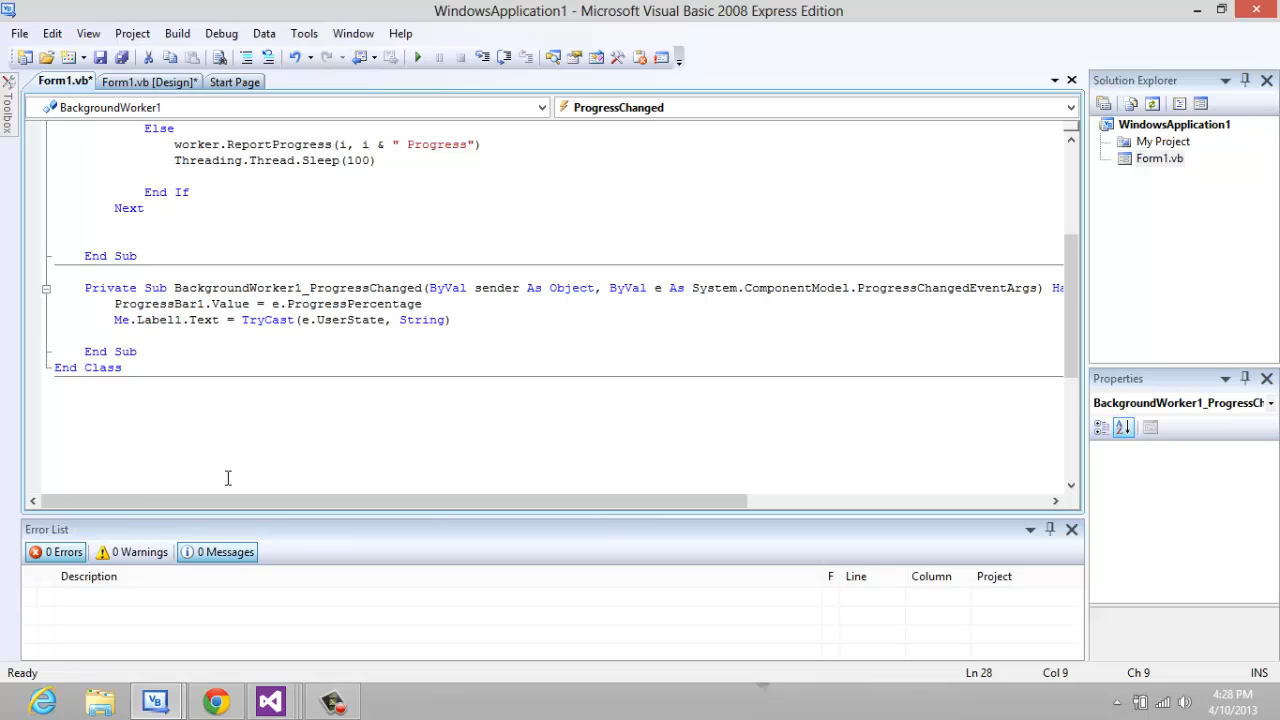 WindowsApplication1 - Microsoft Visual Basic 2008 Express Edition
File Edit View Project Build Debug Data Tools Window Help
Form1.vb* Form1.vb [Design]* Start Page
Toolbox
BackgroundWorker1 ProgressChanged
Else
worker.ReportProgress(i, i & " Progress")
Threading.Thread.Sleep(100)
End If
Next
End Sub
Private Sub BackgroundWorker1_ProgressChanged(ByVal sender As Object, ByVal e As System.ComponentModel.ProgressChangedEventArgs) Ha
ProgressBar1.Value = e.ProgressPercentage
Me.Label1.Text = TryCast(e.UserState, String)
End Sub
End Class
Solution Explorer
WindowsApplication1
My Project
Form1.vb
Properties
BackgroundWorker1_ProgressCh
Error List
0 Errors 0 Warnings 0 Messages
Description F Line Column Project
Ready Ln 28 Col 9 Ch 9 INS
4:28 PM
4/10/2013